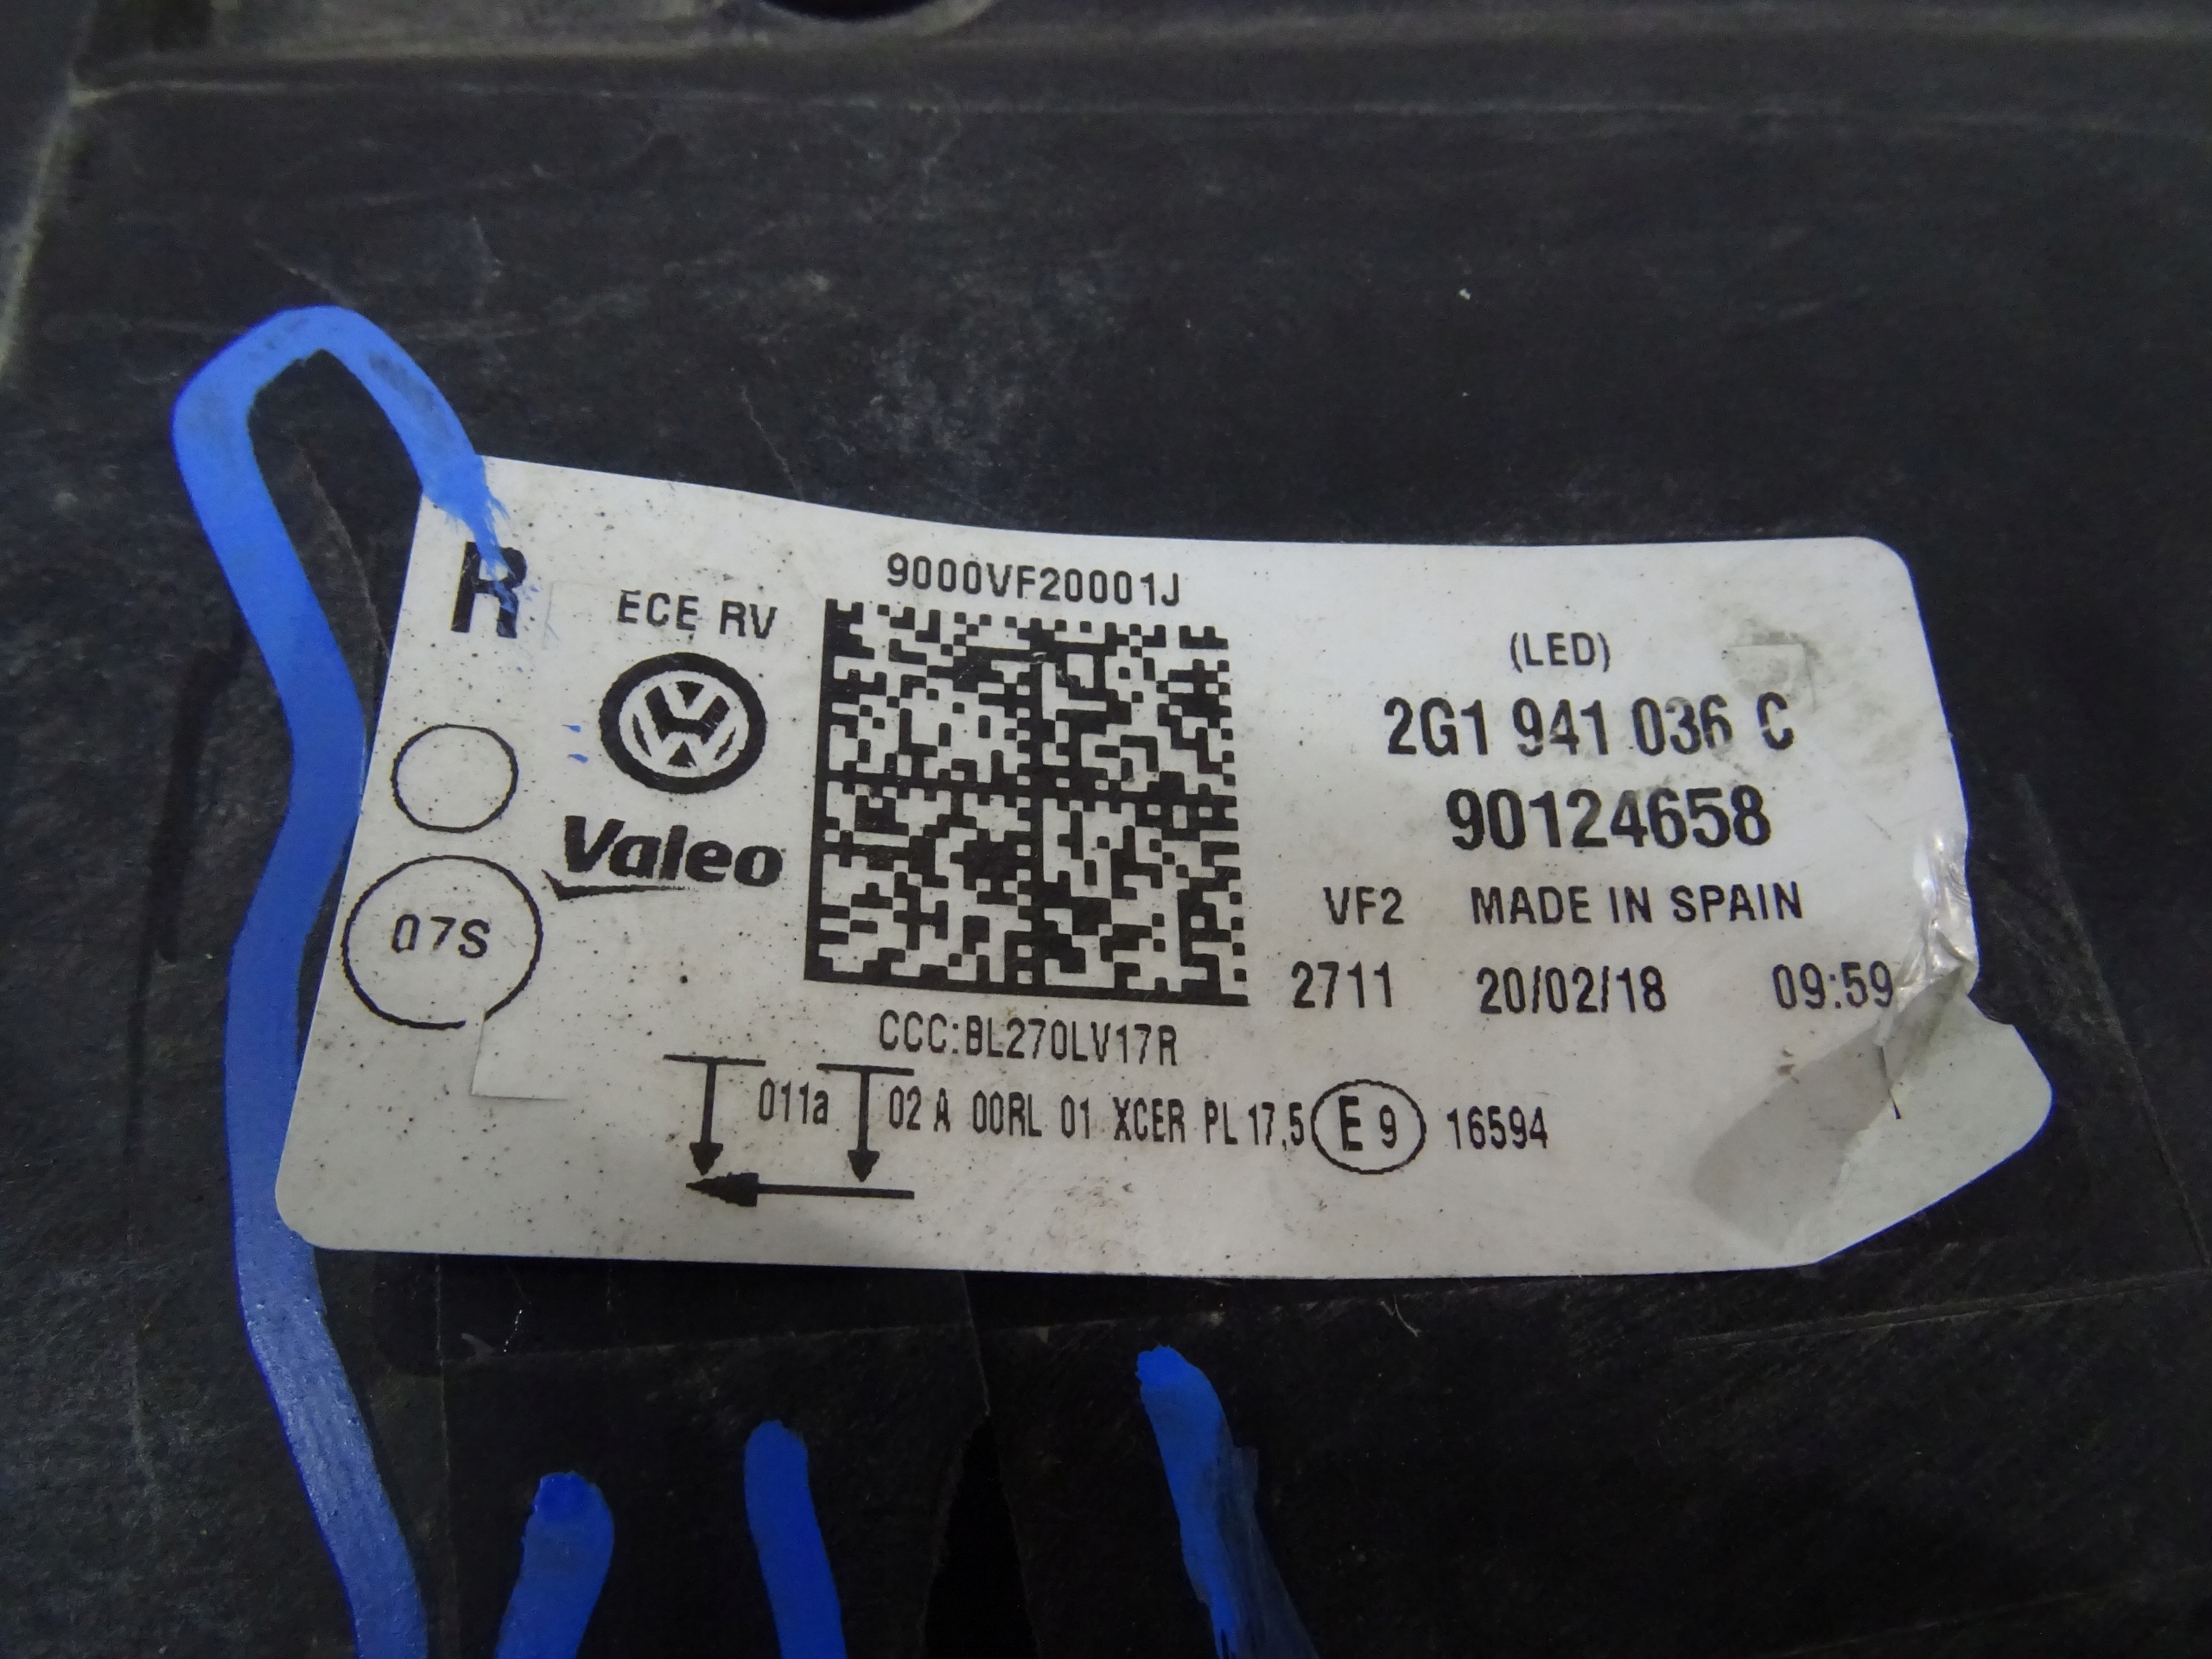 R
ECE RV
9000VF20001J
Valeo
07S
(LED)
2G1 941 036 C
90124658
VF2 MADE IN SPAIN
2711 20/02/18 09:59
CCC:BL270LV17R
011a 02 A 00RL 01 XCER PL 17,5 E 9 16594